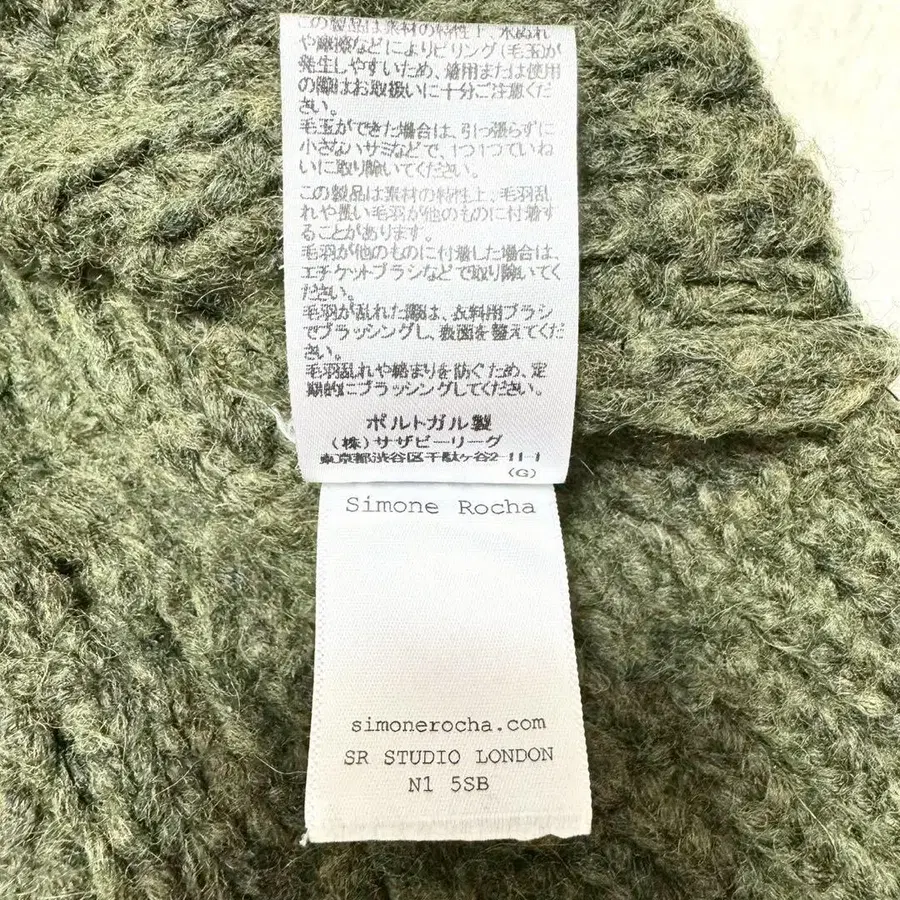 この製品は素材の特性上、水ぬれ
や摩擦などによりピリング(毛玉)が
発生しやすいため、着用または使用
の際はお取扱いに十分ご注意くだ
さい。
毛玉ができた場合は、引っ張らずに
小さなハサミなどで、1つ1つていね
いに取り除いてください。
この製品は素材の特性上、毛羽乱
れや長い毛羽が他のものに付着す
ることがあります。
毛羽が他のものに付着した場合は、
エチケットブラシなどで取り除いてく
ださい。
毛羽が乱れた際は、衣料用ブラシ
でブラッシングし、表面を整えてくだ
さい。
毛羽乱れや絡まりを防ぐため、定
期的にブラッシングしてください。
ポルトガル製
(株)サザビーリーグ
東京都渋谷区千駄ヶ谷2-11-1
(G)
Simone Rocha
simonerocha.com
SR STUDIO LONDON
N1 5SB